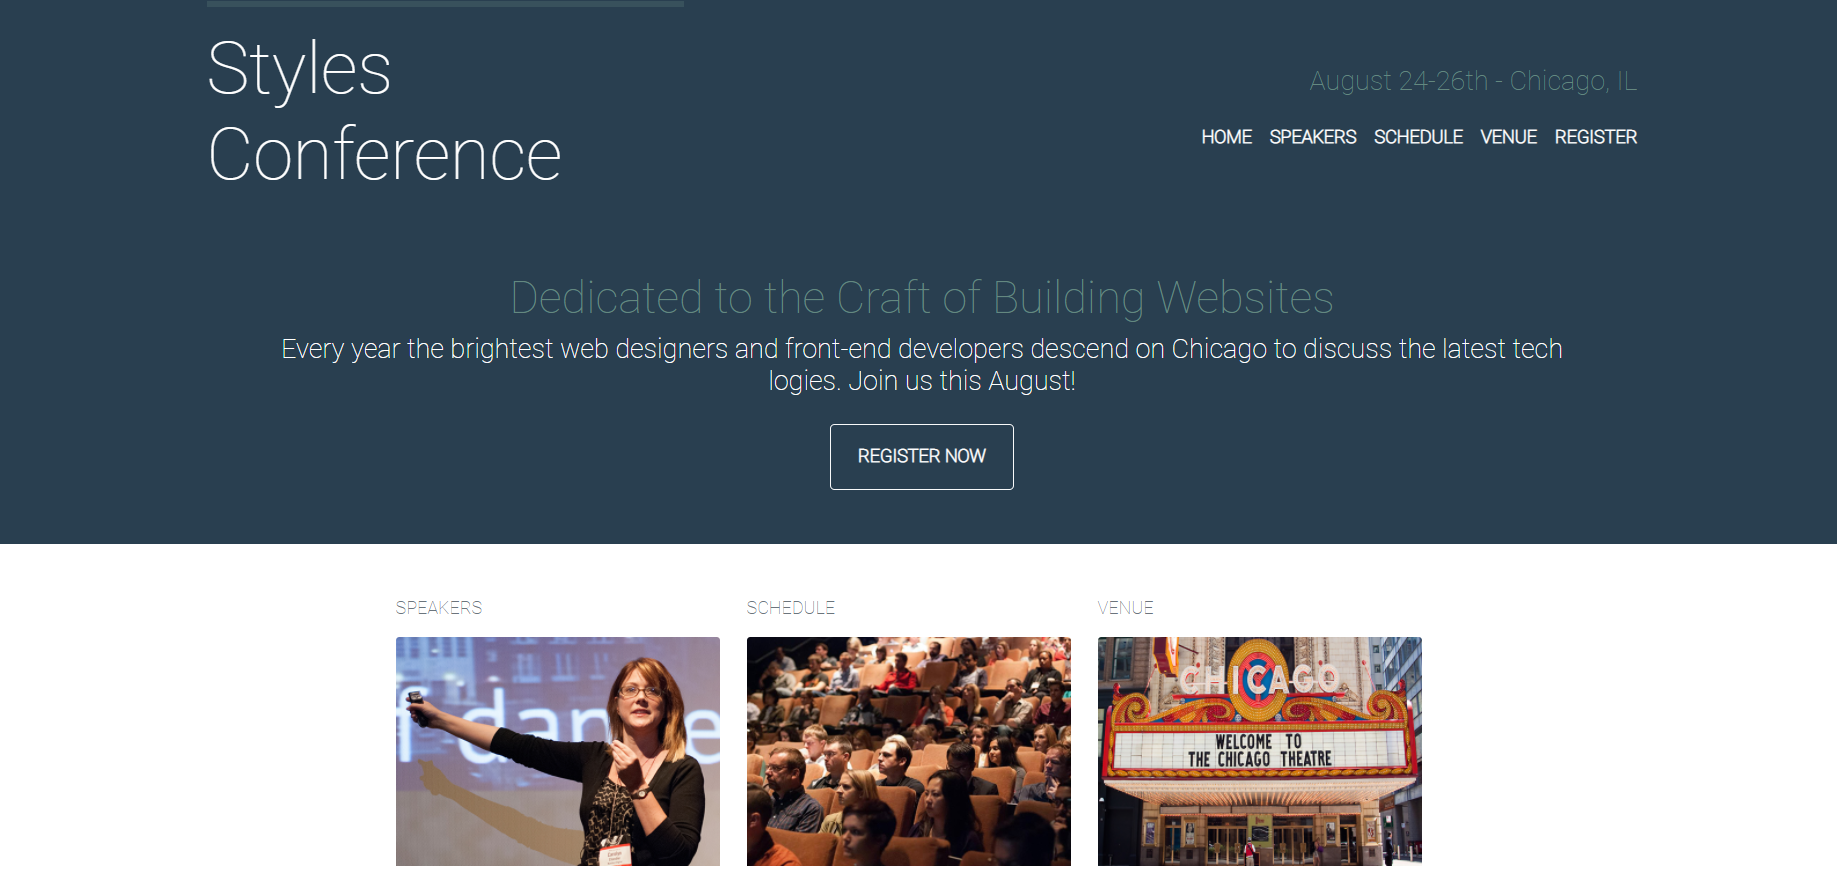 Styles
Conference
August 24-26th - Chicago, IL
HOME SPEAKERS SCHEDULE VENUE REGISTER
Dedicated to the Craft of Building Websites
Every year the brightest web designers and front-end developers descend on Chicago to discuss the latest tech
logies. Join us this August!
REGISTER NOW
SPEAKERS SCHEDULE VENUE
CHICAGO
WELCOME TO
THE CHICAGO THEATRE